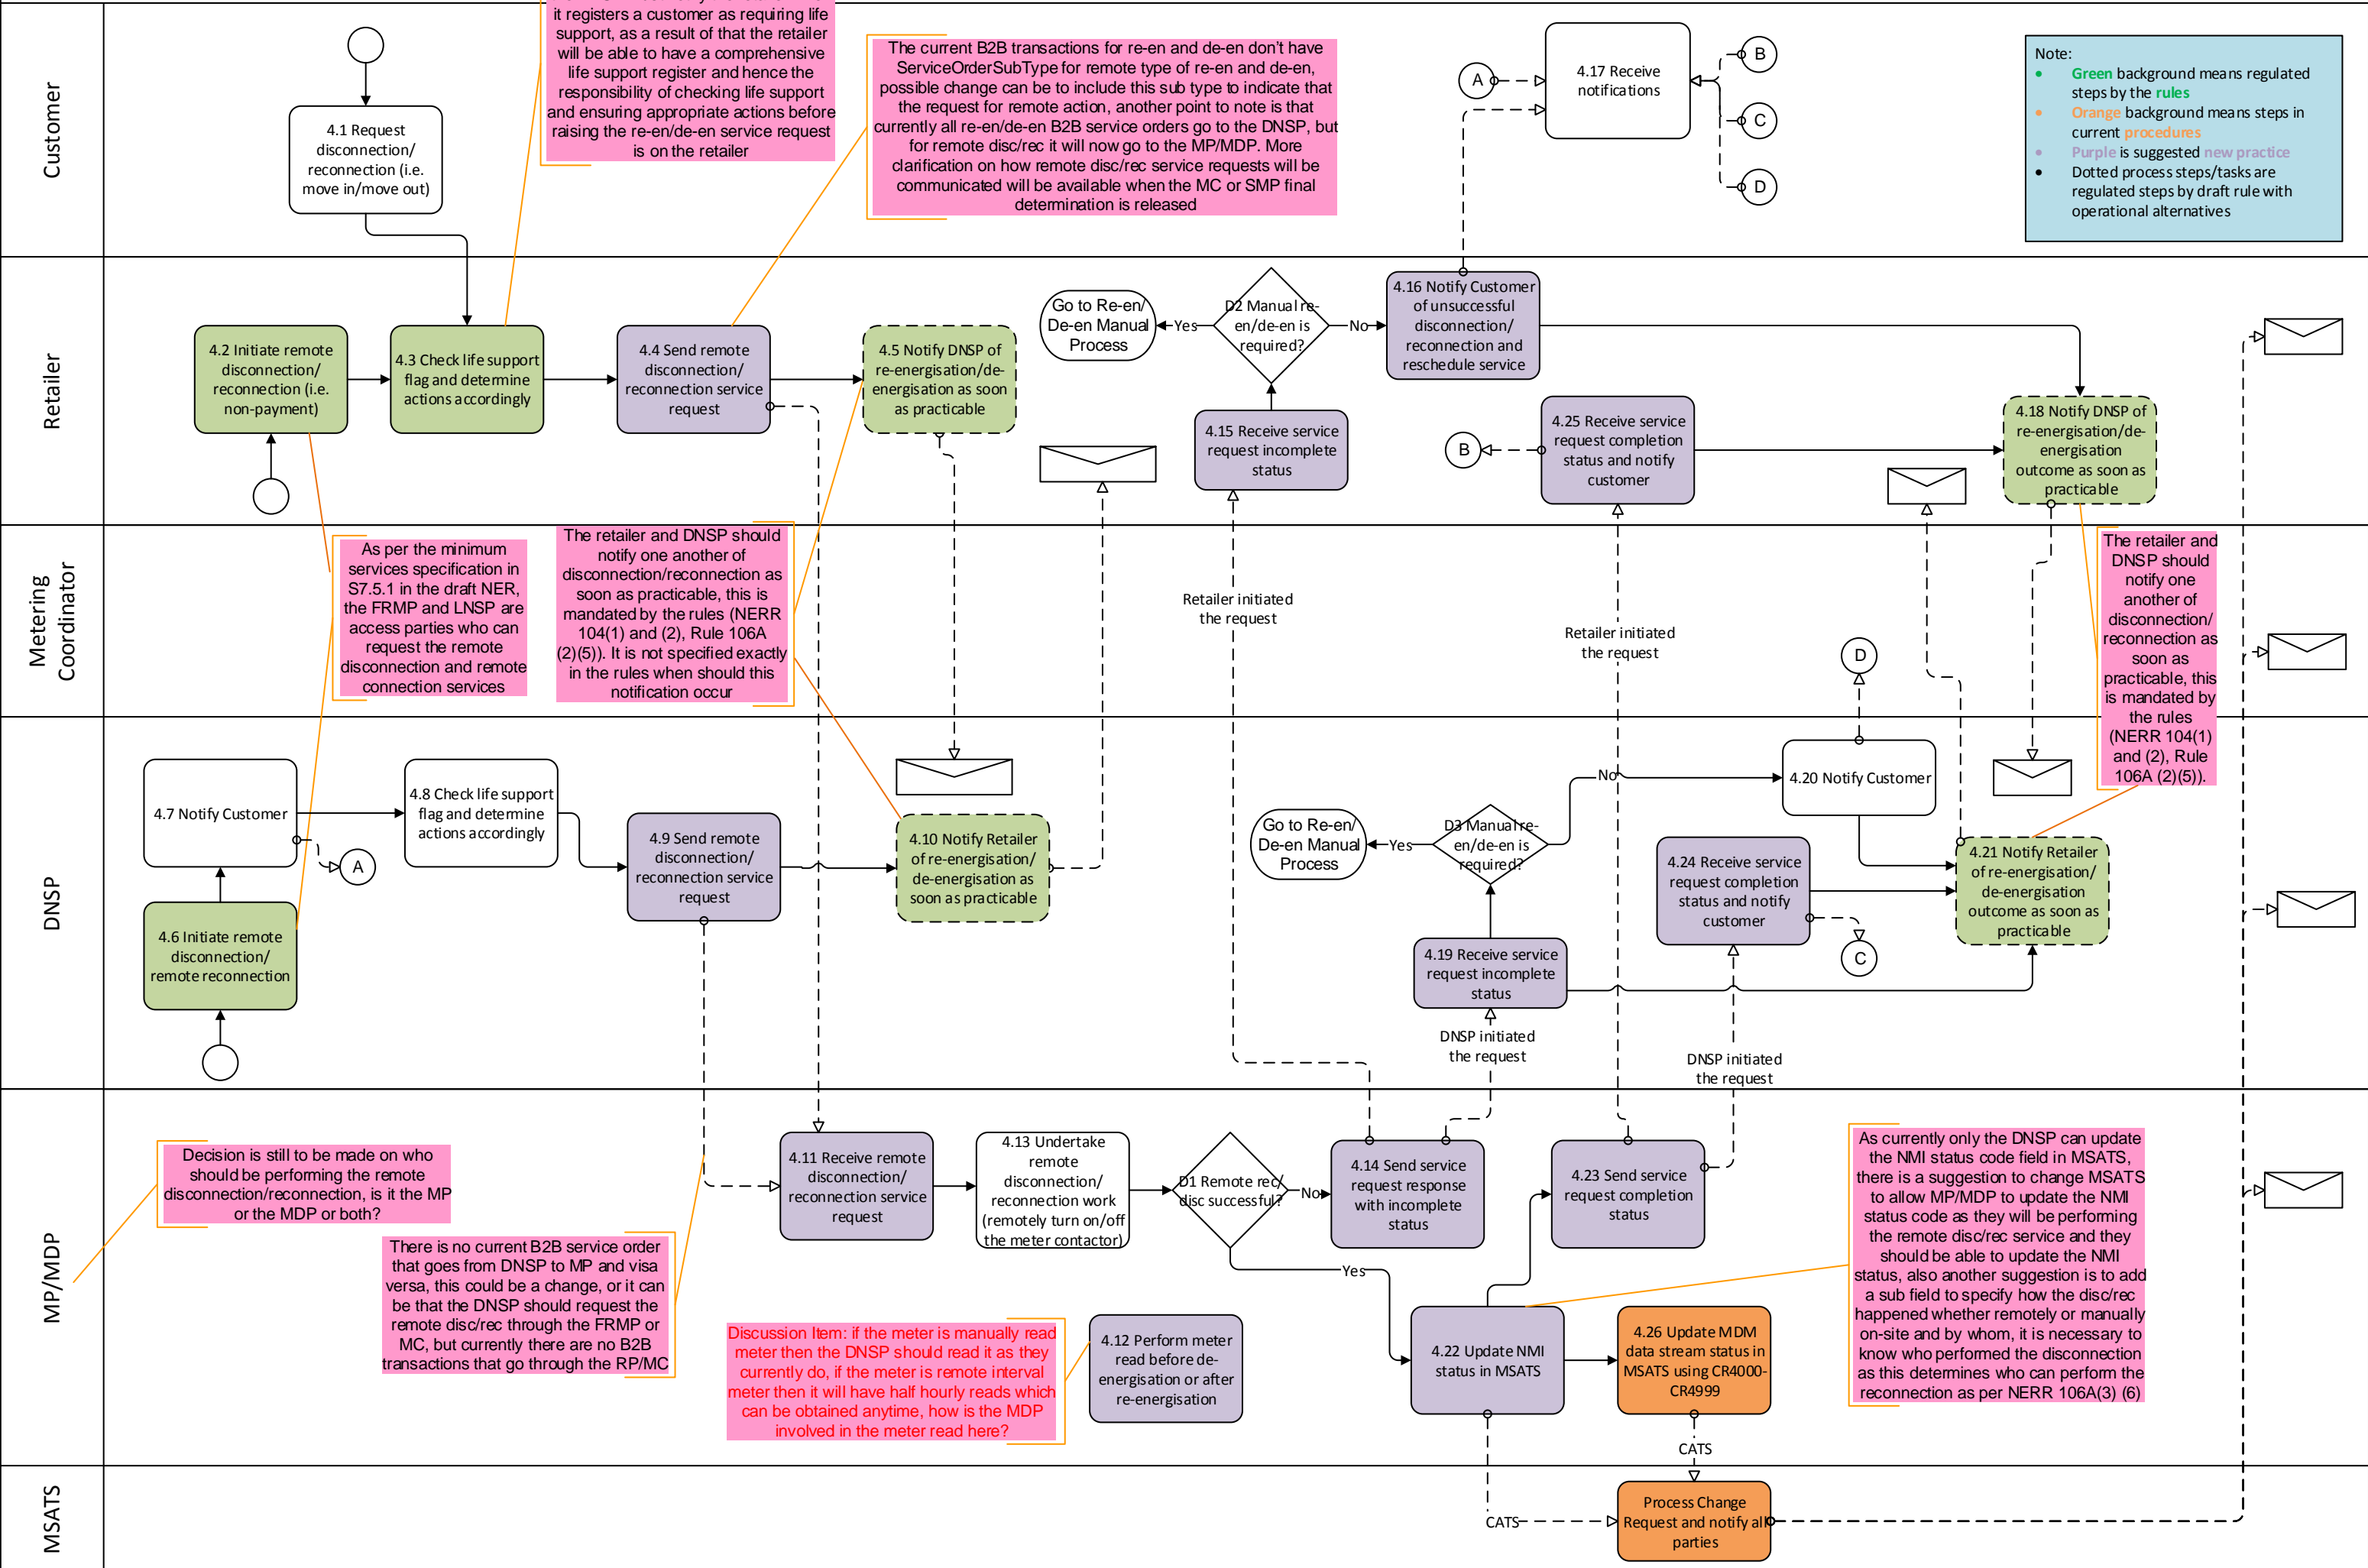 it registers a customer as requiring life
support, as a result of that the retailer
will be able to have a comprehensive
life support register and hence the
responsibility of checking life support
and ensuring appropriate actions before
raising the re-en/de-en service request
is on the retailer
The current B2B transactions for re-en and de-en don't have
ServiceOrderSubType for remote type of re-en and de-en,
possible change can be to include this sub type to indicate that
the request for remote action, another point to note is that
currently all re-en/de-en B2B service orders go to the DNSP, but
for remote disc/rec it will now go to the MP/MDP. More
clarification on how remote disc/rec service requests will be
communicated will be available when the MC or SMP final
determination is released
Customer
4.1 Request
disconnection/
reconnection (i.e.
move in/move out)
A
4.17 Receive
notifications
B
C
D
Note:
• Green background means regulated
steps by the rules
• Orange background means steps in
current procedures
• Purple is suggested new practice
• Dotted process steps/tasks are
regulated steps by draft rule with
operational alternatives
Retailer
4.2 Initiate remote
disconnection/
reconnection (i.e.
non-payment)
4.3 Check life support
flag and determine
actions accordingly
4.4 Send remote
disconnection/
reconnection service
request
4.5 Notify DNSP of
re-energisation/de-
energisation as soon
as practicable
Go to Re-en/
De-en Manual
Process
Yes
D2 Manual re-
en/de-en is
required?
No
4.16 Notify Customer
of unsuccessful
disconnection/
reconnection and
reschedule service
4.15 Receive service
request incomplete
status
B
4.25 Receive service
request completion
status and notify
customer
4.18 Notify DNSP of
re-energisation/de-
energisation
outcome as soon as
practicable
Metering
Coordinator
As per the minimum
services specification in
S7.5.1 in the draft NER,
the FRMP and LNSP are
access parties who can
request the remote
disconnection and remote
connection services
The retailer and DNSP should
notify one another of
disconnection/reconnection as
soon as practicable, this is
mandated by the rules (NERR
104(1) and (2), Rule 106A
(2)(5)). It is not specified exactly
in the rules when should this
notification occur
Retailer initiated
the request
Retailer initiated
the request
D
The retailer and
DNSP should
notify one
another of
disconnection/
reconnection as
soon as
practicable, this
is mandated by
the rules
(NERR 104(1)
and (2), Rule
106A (2)(5)).
DNSP
4.7 Notify Customer
A
4.8 Check life support
flag and determine
actions accordingly
4.6 Initiate remote
disconnection/
remote reconnection
4.9 Send remote
disconnection/
reconnection service
request
4.10 Notify Retailer
of re-energisation/
de-energisation as
soon as practicable
Go to Re-en/
De-en Manual
Process
Yes
D3 Manual re-
en/de-en is
required?
No
4.20 Notify Customer
4.24 Receive service
request completion
status and notify
customer
C
4.21 Notify Retailer
of re-energisation/
de-energisation
outcome as soon as
practicable
4.19 Receive service
request incomplete
status
DNSP initiated
the request
DNSP initiated
the request
MP/MDP
Decision is still to be made on who
should be performing the remote
disconnection/reconnection, is it the MP
or the MDP or both?
There is no current B2B service order
that goes from DNSP to MP and visa
versa, this could be a change, or it can
be that the DNSP should request the
remote disc/rec through the FRMP or
MC, but currently there are no B2B
transactions that go through the RP/MC
4.11 Receive remote
disconnection/
reconnection service
request
4.13 Undertake
remote
disconnection/
reconnection work
(remotely turn on/off
the meter contactor)
D1 Remote rec/
disc successful?
No
Yes
4.14 Send service
request response
with incomplete
status
4.23 Send service
request completion
status
As currently only the DNSP can update
the NMI status code field in MSATS,
there is a suggestion to change MSATS
to allow MP/MDP to update the NMI
status code as they will be performing
the remote disc/rec service and they
should be able to update the NMI
status, also another suggestion is to add
a sub field to specify how the disc/rec
happened whether remotely or manually
on-site and by whom, it is necessary to
know who performed the disconnection
as this determines who can perform the
reconnection as per NERR 106A(3) (6)
Discussion Item: if the meter is manually read
meter then the DNSP should read it as they
currently do, if the meter is remote interval
meter then it will have half hourly reads which
can be obtained anytime, how is the MDP
involved in the meter read here?
4.12 Perform meter
read before de-
energisation or after
re-energisation
4.22 Update NMI
status in MSATS
4.26 Update MDM
data stream status in
MSATS using CR4000-
CR4999
CATS
MSATS
CATS
Process Change
Request and notify all
parties